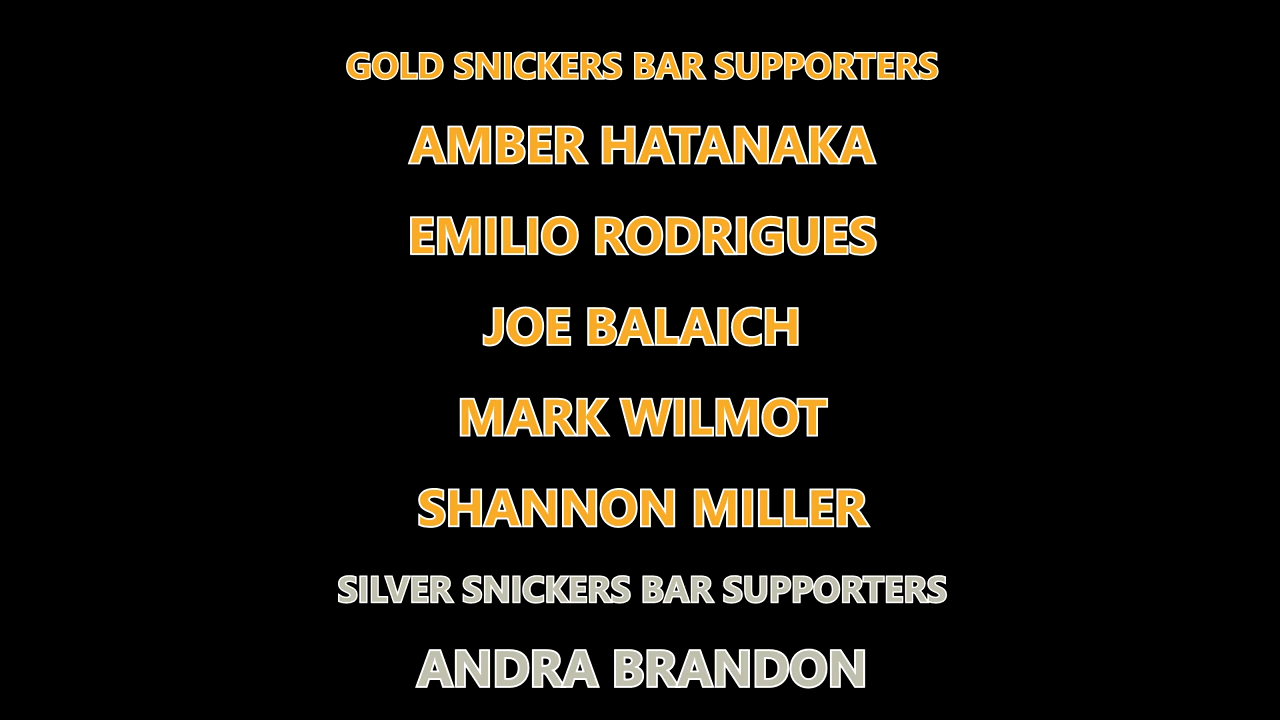 GOLD SNICKERS BAR SUPPORTERS
AMBER HATANAKA
EMILIO RODRIGUES
JOE BALAICH
MARK WILMOT
SHANNON MILLER
SILVER SNICKERS BAR SUPPORTERS
ANDRA BRANDON